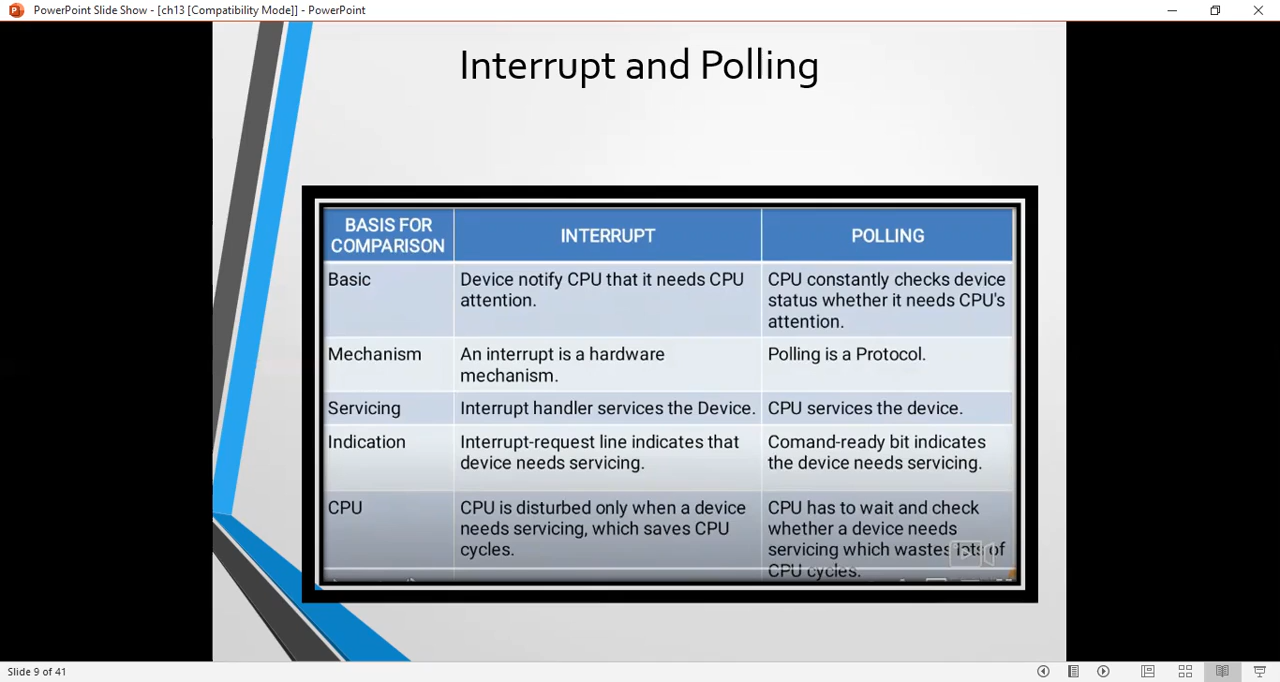 PowerPoint Slide Show - [ch13 [Compatibility Mode]] - PowerPoint
Interrupt and Polling
BASIS FOR
COMPARISON
INTERRUPT
POLLING
Basic
Device notify CPU that it needs CPU
attention.
CPU constantly checks device
status whether it needs CPU's
attention.
Mechanism
An interrupt is a hardware
mechanism.
Polling is a Protocol.
Servicing
Interrupt handler services the Device.
CPU services the device.
Indication
Interrupt-request line indicates that
device needs servicing.
Comand-ready bit indicates
the device needs servicing.
CPU
CPU is disturbed only when a device
needs servicing, which saves CPU
cycles.
CPU has to wait and check
whether a device needs
servicing which wastes lots of
CPU cycles.
Slide 9 of 41